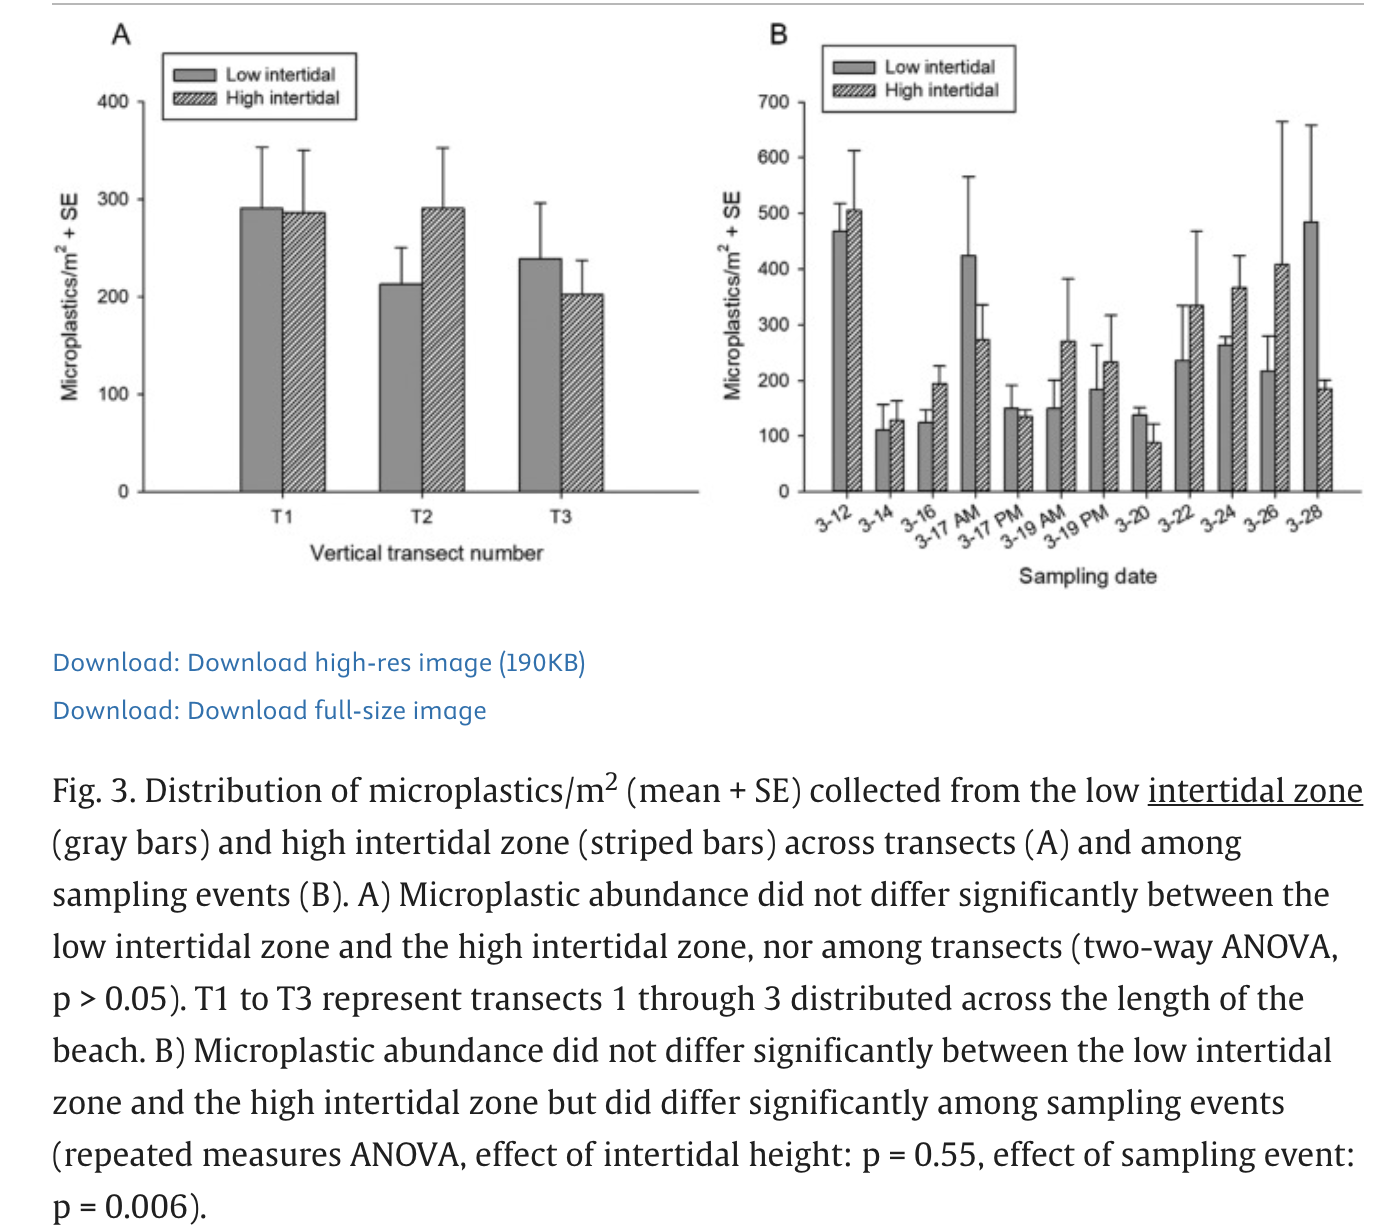 A
Low intertidal
High intertidal
400
300
200
100
0
Microplastics/m² + SE
T1
T2
T3
Vertical transect number
B
Low intertidal
High intertidal
700
600
500
400
300
200
100
0
Microplastics/m² + SE
3-12
3-14
3-16
3-17 AM
3-17 PM
3-19 AM
3-19 PM
3-20
3-22
3-24
3-26
3-28
Sampling date
Download: Download high-res image (190KB)
Download: Download full-size image
Fig. 3. Distribution of microplastics/m² (mean + SE) collected from the low intertidal zone
(gray bars) and high intertidal zone (striped bars) across transects (A) and among
sampling events (B). A) Microplastic abundance did not differ significantly between the
low intertidal zone and the high intertidal zone, nor among transects (two-way ANOVA,
p > 0.05). T1 to T3 represent transects 1 through 3 distributed across the length of the
beach. B) Microplastic abundance did not differ significantly between the low intertidal
zone and the high intertidal zone but did differ significantly among sampling events
(repeated measures ANOVA, effect of intertidal height: p = 0.55, effect of sampling event:
p = 0.006).